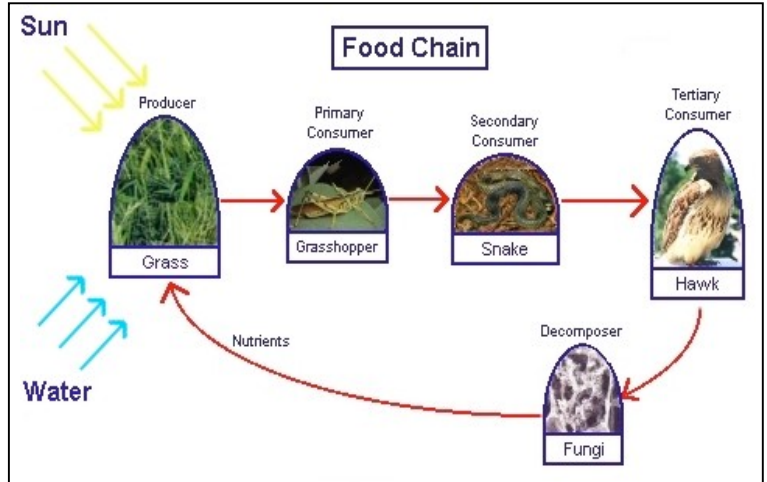 Sun
Food Chain
Producer
Primary
Consumer
Secondary
Consumer
Tertiary
Consumer
Grass
Grasshopper
Snake
Hawk
Water
Nutrients
Decomposer
Fungi